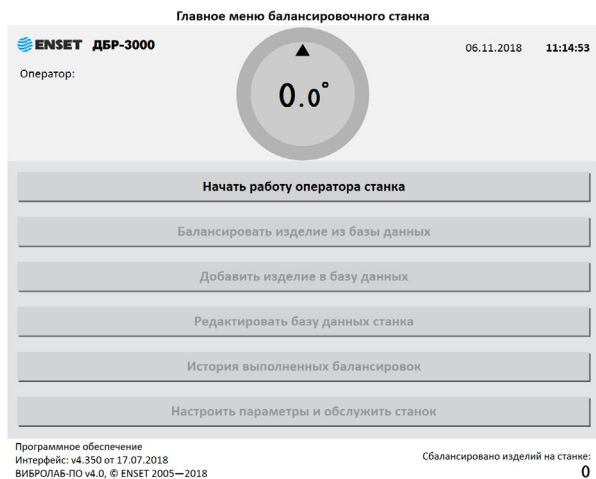 Главное меню балансировочного станка
ENSET ДБР-3000
06.11.2018 11:14:53
Оператор:
0.0°
Начать работу оператора станка
Балансировать изделие из базы данных
Добавить изделие в базу данных
Редактировать базу данных станка
История выполненных балансировок
Настроить параметры и обслужить станок
Программное обеспечение
Интерфейс: v4.350 от 17.07.2018
ВИБРОЛАБ-ПО v4.0, © ENSET 2005—2018
Сбалансировано изделий на станке:
0